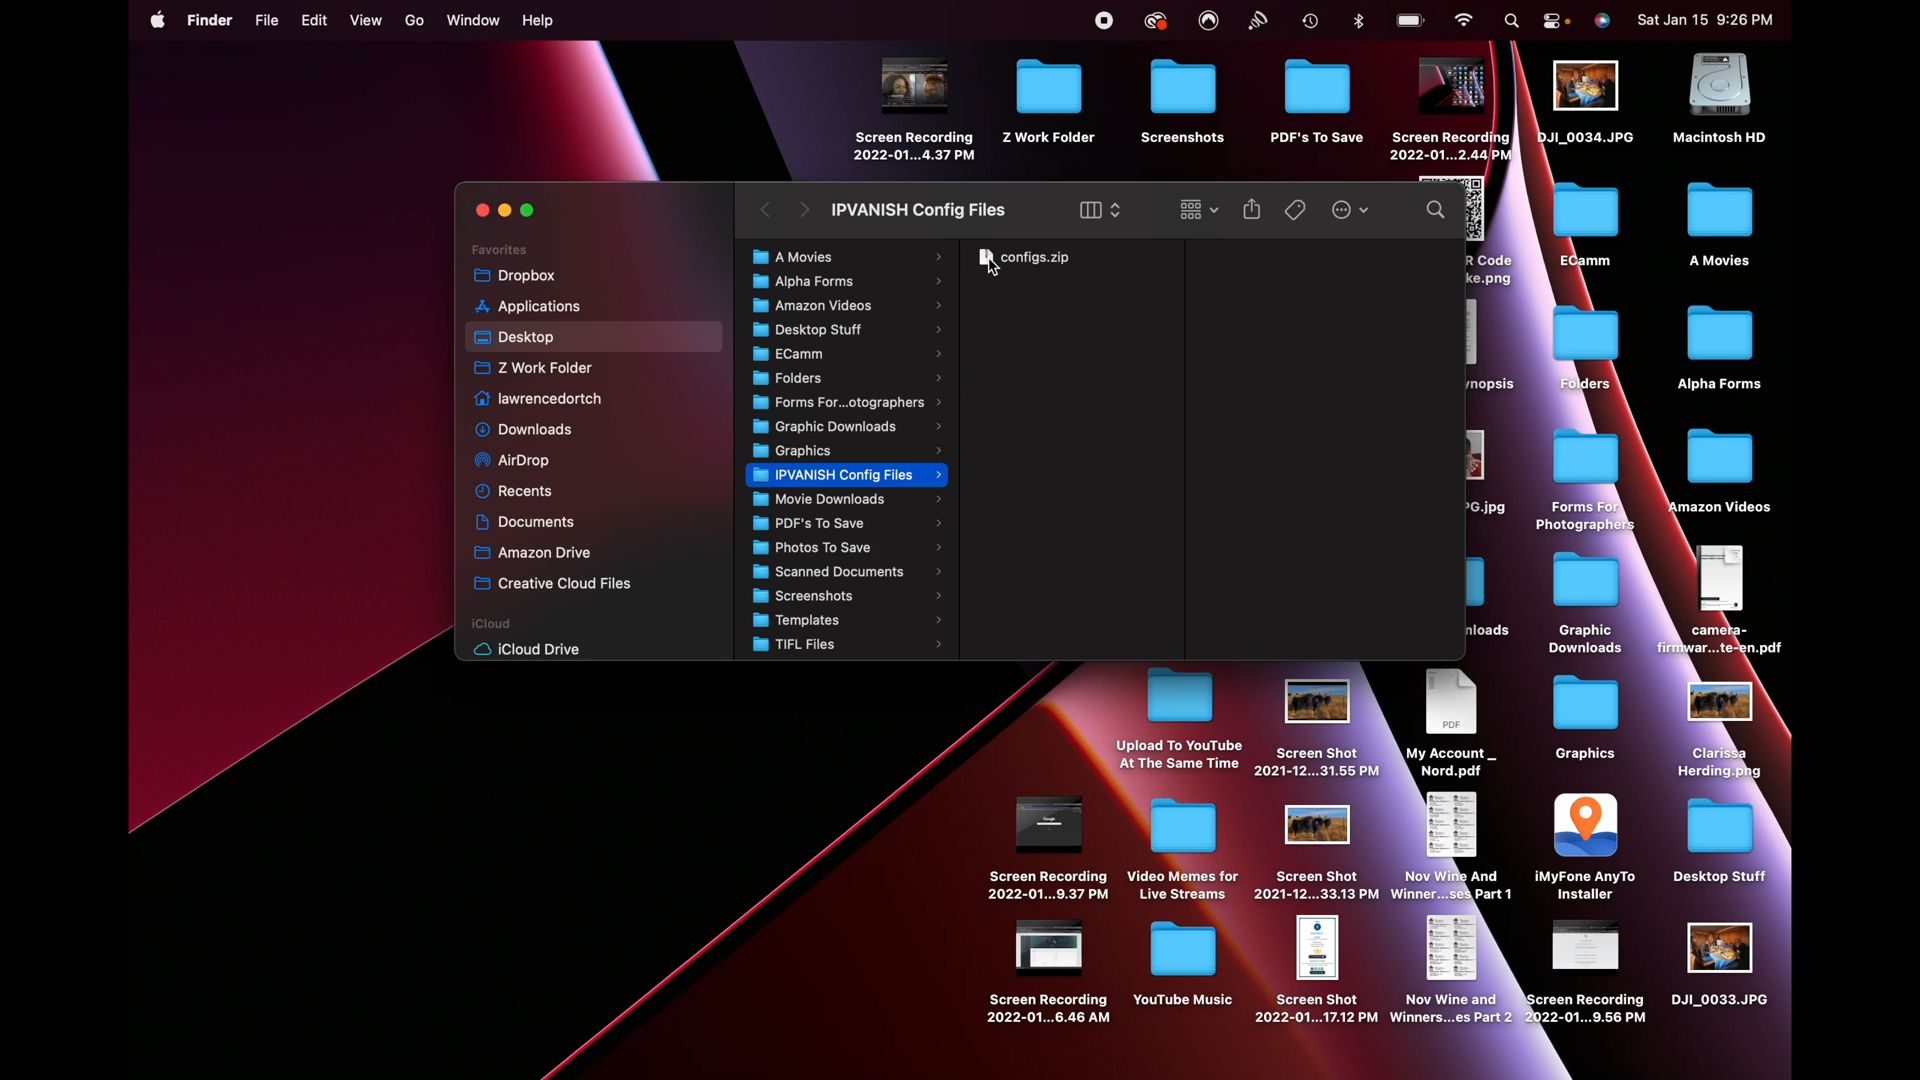 Finder File Edit View Go Window Help Sat Jan 15 9:26 PM
Screen Recording
2022-01...4.37 PM
Z Work Folder
Screenshots
PDF's To Save
Screen Recording
2022-01...2.44 PM
DJI_0034.JPG
Macintosh HD
IPVANISH Config Files
Favorites
Dropbox
Applications
Desktop
Z Work Folder
lawrencedortch
Downloads
AirDrop
Recents
Documents
Amazon Drive
Creative Cloud Files
iCloud
iCloud Drive
A Movies
Alpha Forms
Amazon Videos
Desktop Stuff
ECamm
Folders
Forms For...otographers
Graphic Downloads
Graphics
IPVANISH Config Files
Movie Downloads
PDF's To Save
Photos To Save
Scanned Documents
Screenshots
Templates
TIFL Files
configs.zip
R Code
ke.png
ECamm
A Movies
ynopsis
Folders
Alpha Forms
PG.jpg
Forms For
Photographers
Amazon Videos
nloads
Graphic
Downloads
camera-
firmwar...te-en.pdf
Upload To YouTube
At The Same Time
Screen Shot
2021-12...31.55 PM
PDF
My Account _
Nord.pdf
Graphics
Clarissa
Herding.png
Screen Recording
2022-01...9.37 PM
Video Memes for
Live Streams
Screen Shot
2021-12...33.13 PM
Nov Wine And
Winner...ses Part 1
iMyFone AnyTo
Installer
Desktop Stuff
Screen Recording
2022-01...6.46 AM
YouTube Music
Screen Shot
2022-01...17.12 PM
Nov Wine and
Winners...es Part 2
Screen Recording
2022-01...9.56 PM
DJI_0033.JPG